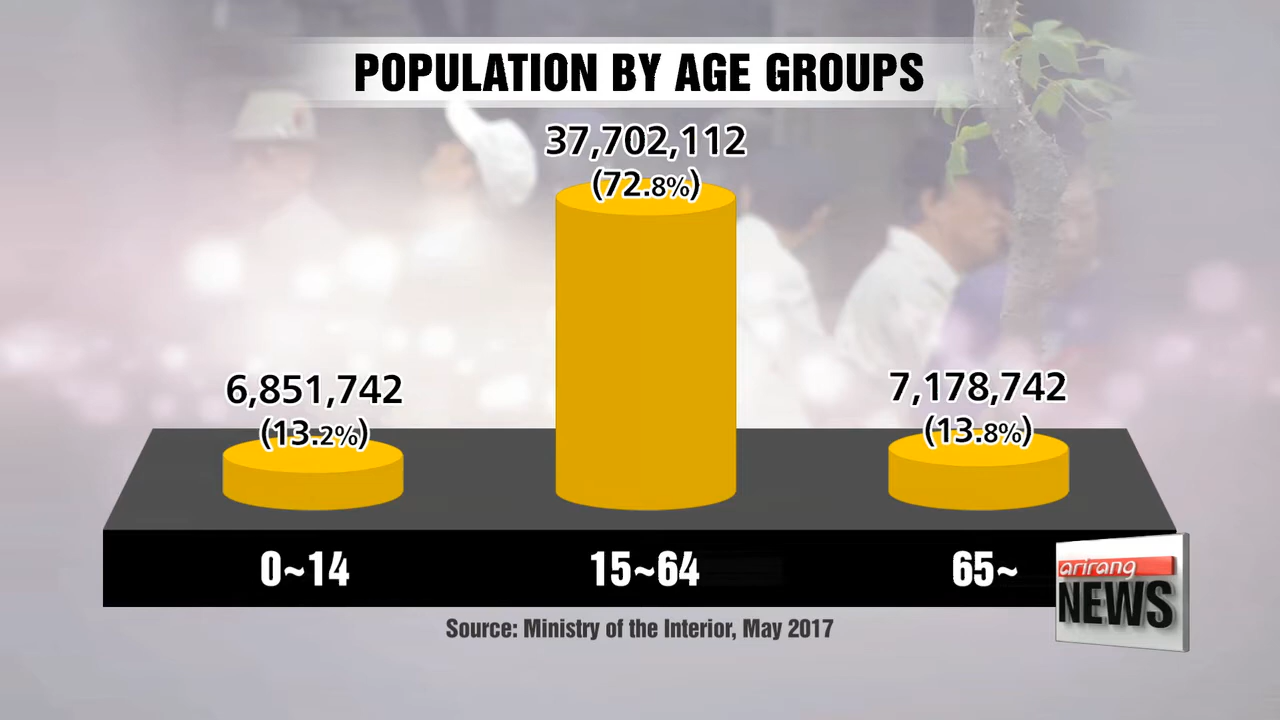 POPULATION BY AGE GROUPS
37,702,112
(72.8%)
6,851,742
(13.2%)
7,178,742
(13.8%)
0~14
15~64
65~
arirang
NEWS
Source: Ministry of the Interior, May 2017